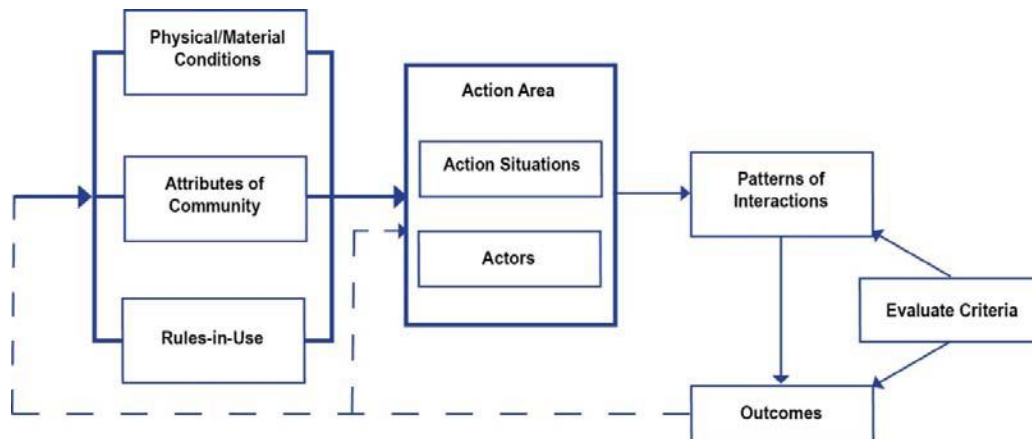 Physical/Material
Conditions
Attributes of
Community
Rules-in-Use
Action Area
Action Situations
Actors
Patterns of
Interactions
Evaluate Criteria
Outcomes